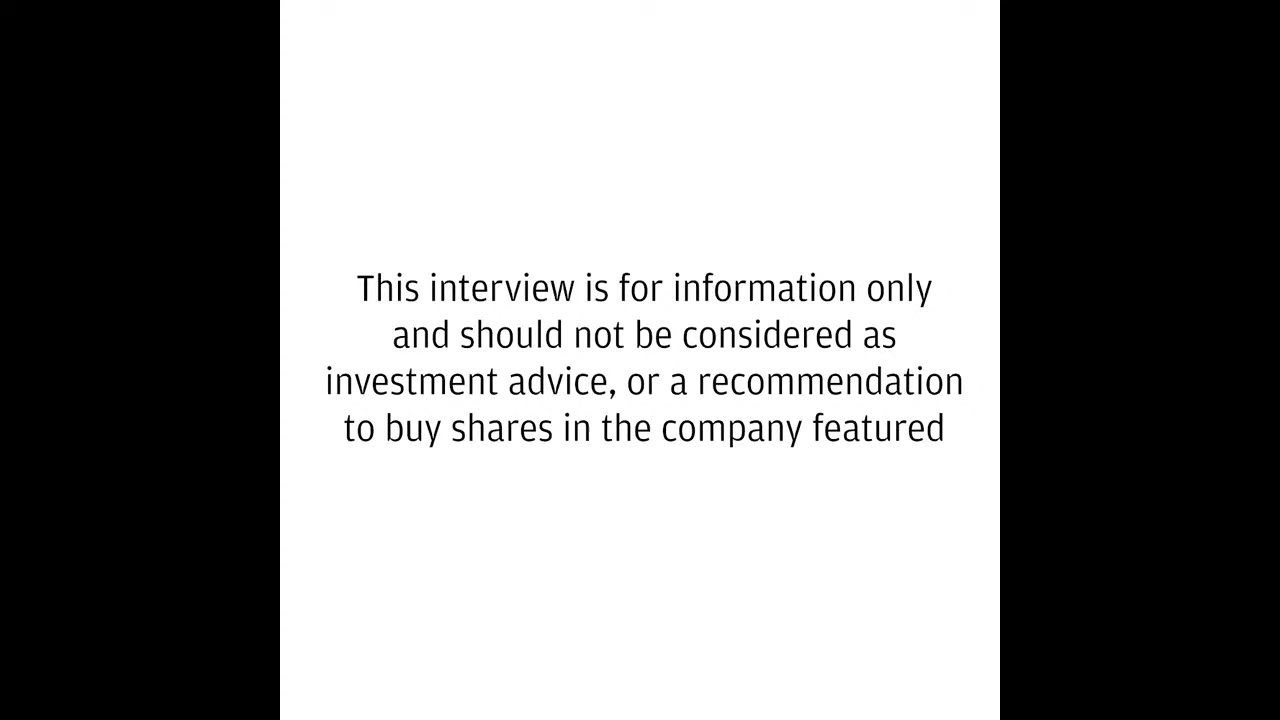 This interview is for information only
and should not be considered as
investment advice, or a recommendation
to buy shares in the company featured